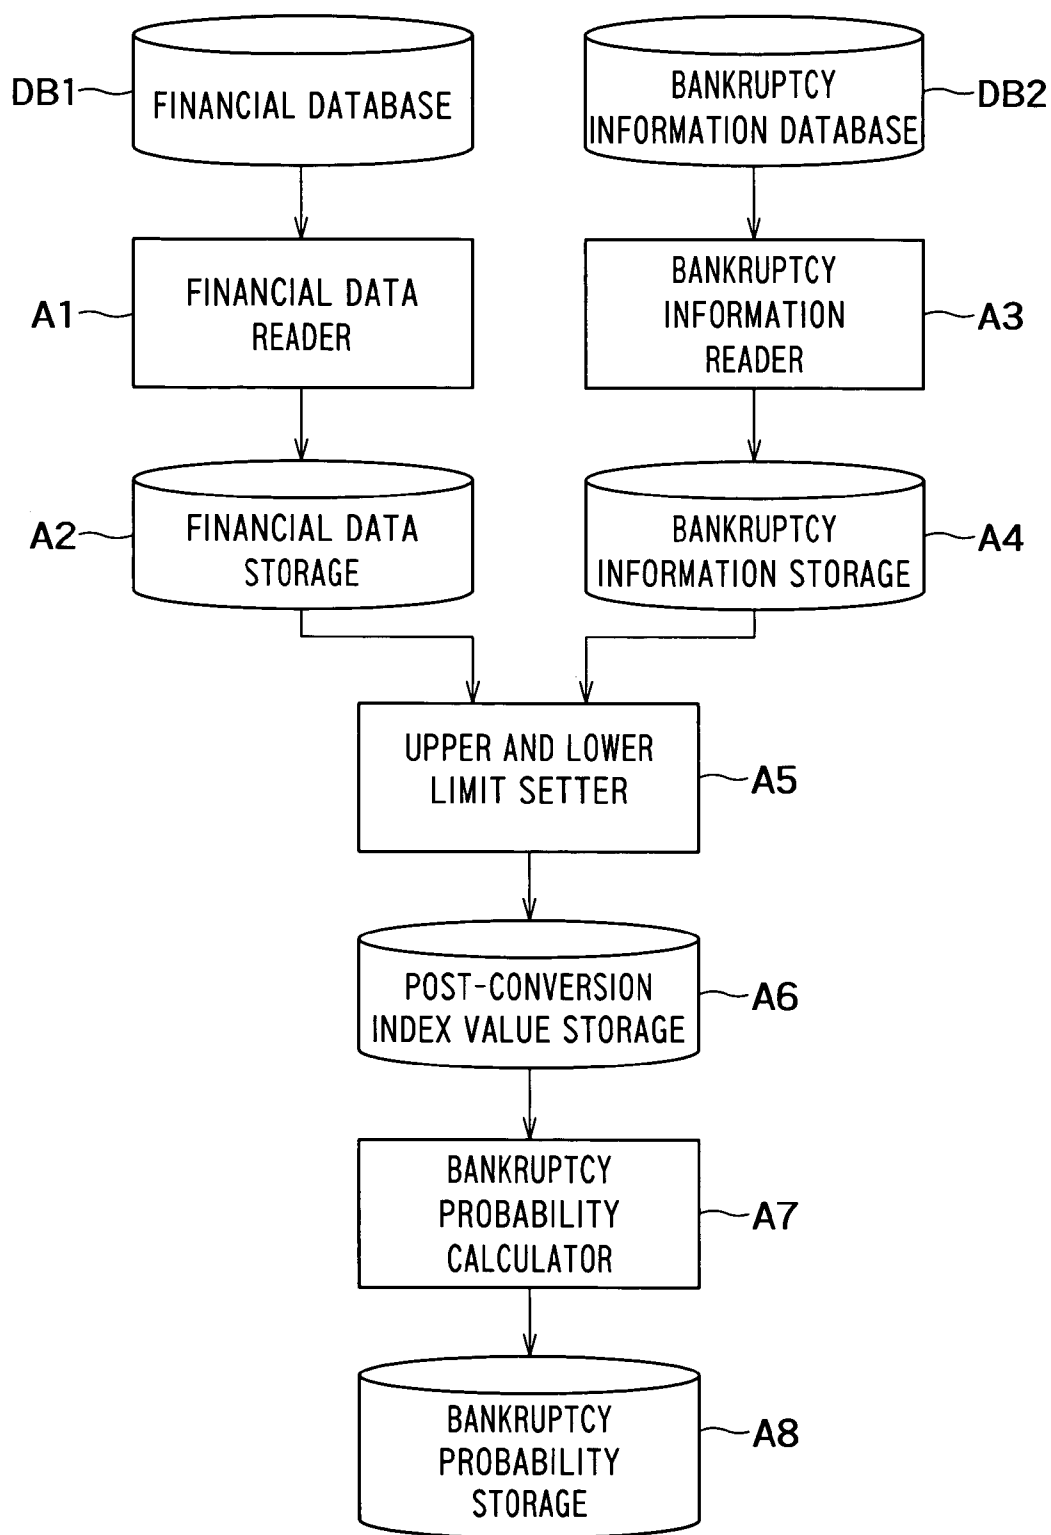 DB1
FINANCIAL DATABASE
BANKRUPTCY
INFORMATION DATABASE
DB2
A1
FINANCIAL DATA
READER
BANKRUPTCY
INFORMATION
READER
A3
A2
FINANCIAL DATA
STORAGE
BANKRUPTCY
INFORMATION STORAGE
A4
UPPER AND LOWER
LIMIT SETTER
A5
POST-CONVERSION
INDEX VALUE STORAGE
A6
BANKRUPTCY
PROBABILITY
CALCULATOR
A7
BANKRUPTCY
PROBABILITY
STORAGE
A8